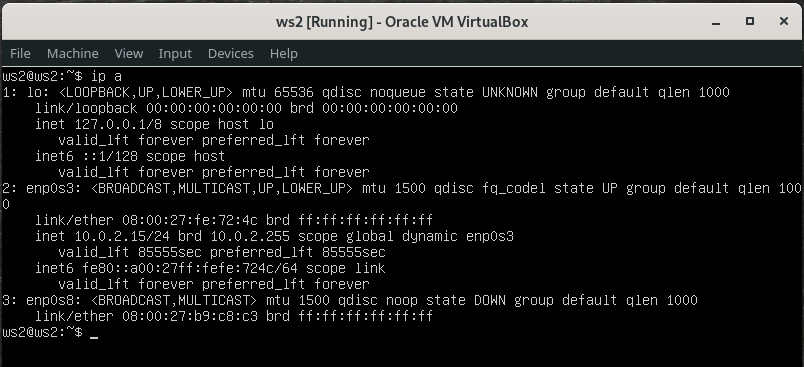 ws2 [Running] - Oracle VM VirtualBox
File Machine View Input Devices Help
ws2@ws2:~$ ip a
1: lo: <LOOPBACK,UP,LOWER_UP> mtu 65536 qdisc noqueue state UNKNOWN group default qlen 1000
    link/loopback 00:00:00:00:00:00 brd 00:00:00:00:00:00
    inet 127.0.0.1/8 scope host lo
       valid_lft forever preferred_lft forever
    inet6 ::1/128 scope host
       valid_lft forever preferred_lft forever
2: enp0s3: <BROADCAST,MULTICAST,UP,LOWER_UP> mtu 1500 qdisc fq_codel state UP group default qlen 100
0
    link/ether 08:00:27:fe:72:4c brd ff:ff:ff:ff:ff:ff
    inet 10.0.2.15/24 brd 10.0.2.255 scope global dynamic enp0s3
       valid_lft 85555sec preferred_lft 85555sec
    inet6 fe80::a00:27ff:fefe:724c/64 scope link
       valid_lft forever preferred_lft forever
3: enp0s8: <BROADCAST,MULTICAST> mtu 1500 qdisc noop state DOWN group default qlen 1000
    link/ether 08:00:27:b9:c8:c3 brd ff:ff:ff:ff:ff:ff
ws2@ws2:~$ _